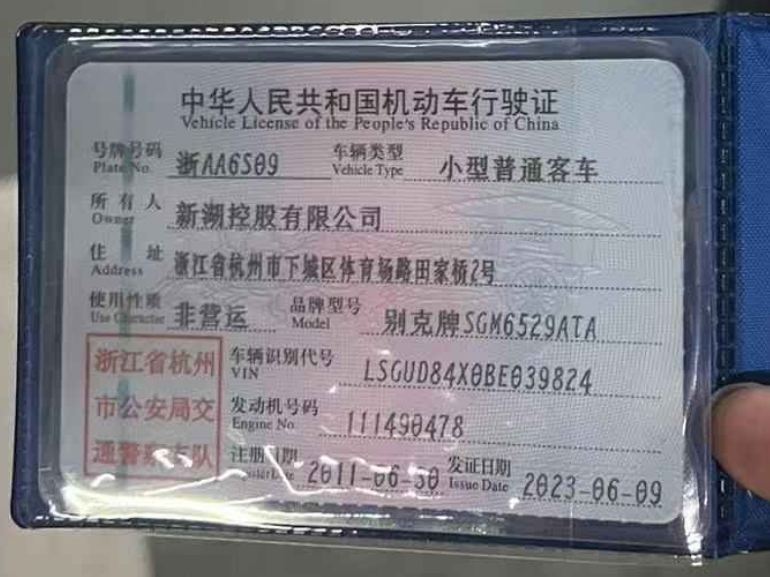 中华人民共和国机动车行驶证
Vehicle License of the People's Republic of China
号牌号码 浙AA6S09 车辆类型 小型普通客车
Plate No. Vehicle Type
所有人 新湖控股有限公司
Owner
住址 浙江省杭州市下城区体育场路田家桥2号
Address
使用性质 非营运 品牌型号 别克牌SGM6529ATA
Use Character Model
浙江省杭州
市公安局交
通警察支队
车辆识别代号 LSGUD84X0BE039824
VIN
发动机号码 111490478
Engine No.
注册日期 2011-06-30 发证日期 2023-06-09
Issue Date